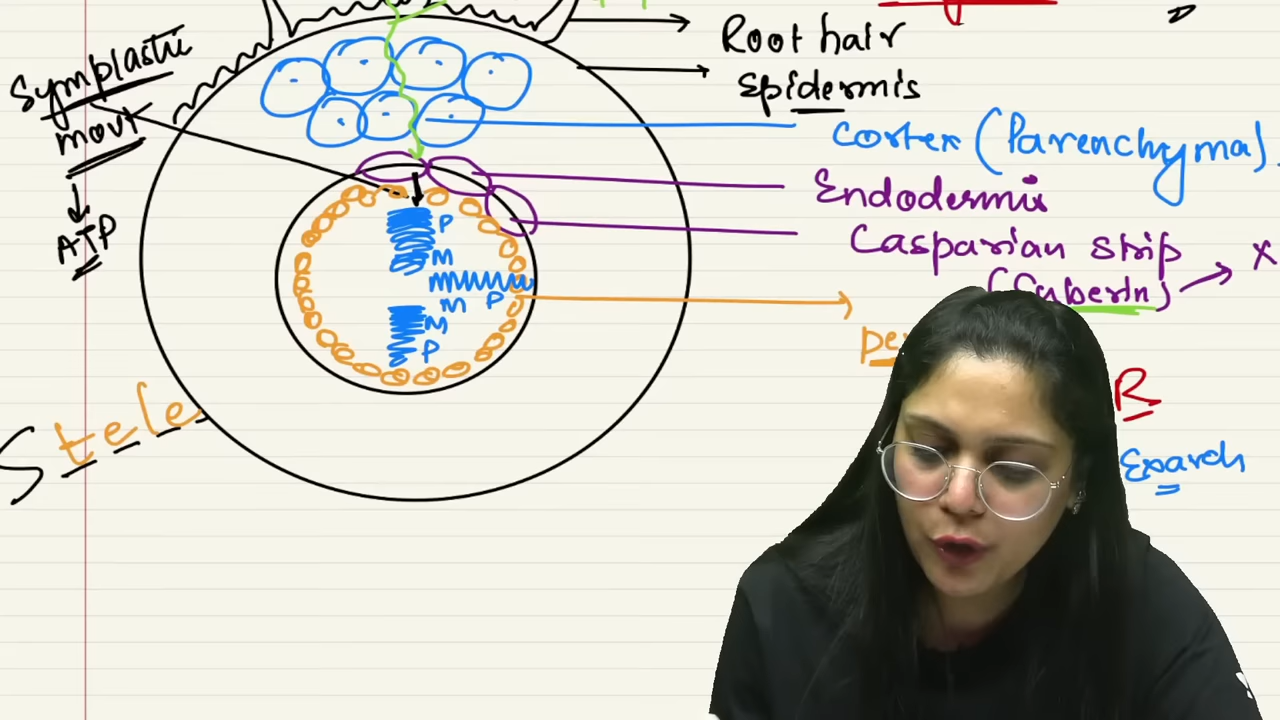 Root hair
Epidermis
Symplastic
movt
ATP
Cortex (Parenchyma)
Endodermis
Casparian strip
(Suberin) x
P
M
M P
M
P
R
Exarch
Stele